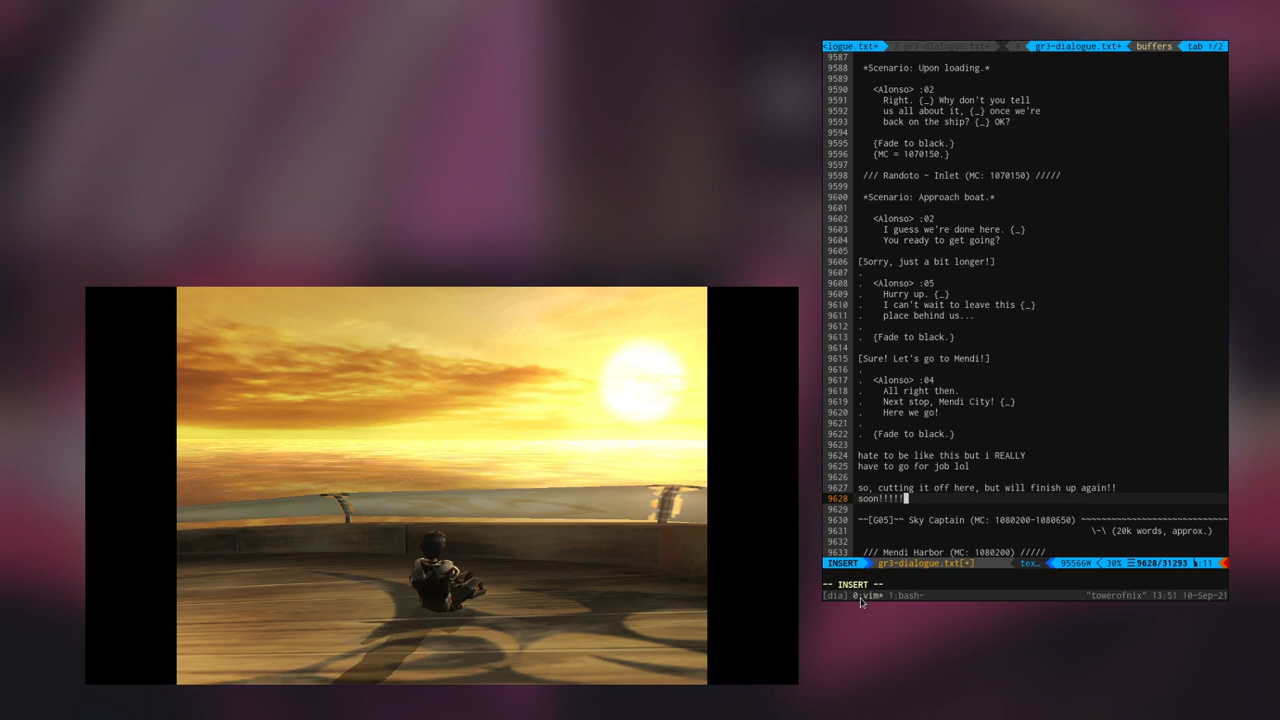 <logue.txt+ gr3-dialogue.txt+ gr3-dialogue.txt+ buffers tab 1/2
9587
9588 *Scenario: Upon loading.*
9589
9590 <Alonso> :02
9591 Right. {_} Why don't you tell
9592 us all about it, {_} once we're
9593 back on the ship? {_} OK?
9594
9595 {Fade to black.}
9596 {MC = 1070150.}
9597
9598 /// Randoto - Inlet (MC: 1070150) /////
9599
9600 *Scenario: Approach boat.*
9601
9602 <Alonso> :02
9603 I guess we're done here. {_}
9604 You ready to get going?
9605
9606 [Sorry, just a bit longer!]
9607 .
9608 . <Alonso> :05
9609 . Hurry up. {_}
9610 . I can't wait to leave this {_}
9611 . place behind us...
9612 .
9613 . {Fade to black.}
9614
9615 [Sure! Let's go to Mendi!]
9616 .
9617 . <Alonso> :04
9618 . All right then.
9619 . Next stop, Mendi City! {_}
9620 . Here we go!
9621 .
9622 . {Fade to black.}
9623
9624 hate to be like this but i REALLY
9625 have to go for job lol
9626
9627 so, cutting it off here, but will finish up again!!
9628 soon!!!!!
9629
9630 ~~[G05]~~ Sky Captain (MC: 1080200-1080650) ~~~~~~~~~~~~~~~~~~~~~~~~~~~~~
9631 \-\ (20k words, approx.)
9632
9633 /// Mendi Harbor (MC: 1080200) /////
INSERT gr3-dialogue.txt[+] tex… 95566W 30% ☰9628/31293 :11
-- INSERT --
[dia] 0:vim* 1:bash- "towerofnix" 13:51 10-Sep-21